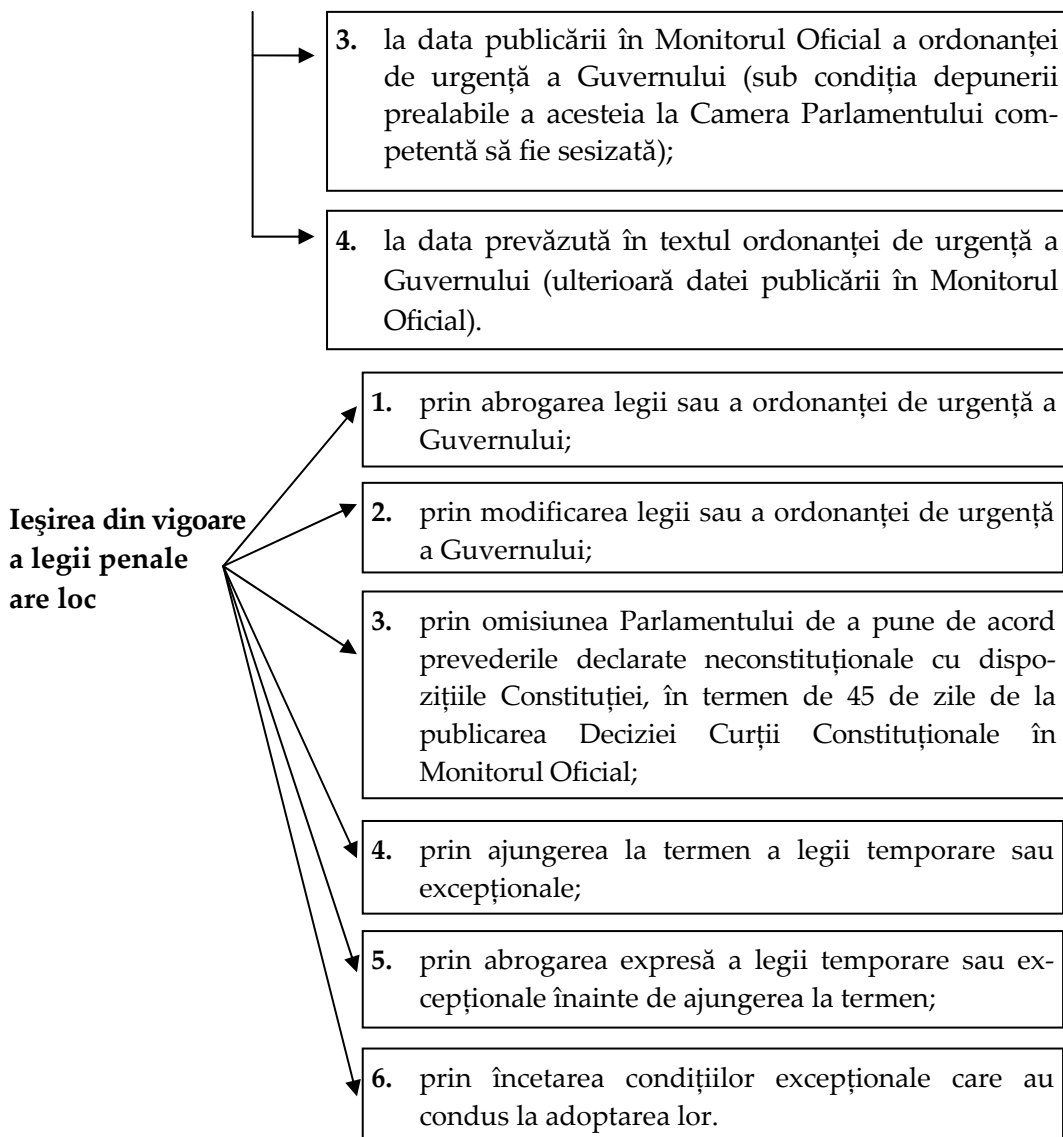 3. la data publicării în Monitorul Oficial a ordonanței
de urgență a Guvernului (sub condiția depunerii
prealabile a acesteia la Camera Parlamentului com-
petentă să fie sesizată);
4. la data prevăzută în textul ordonanței de urgență a
Guvernului (ulterioară datei publicării în Monitorul
Oficial).
Ieşirea din vigoare
a legii penale
are loc
1. prin abrogarea legii sau a ordonanței de urgență a
Guvernului;
2. prin modificarea legii sau a ordonanței de urgență
a Guvernului;
3. prin omisiunea Parlamentului de a pune de acord
prevederile declarate neconstituționale cu dispo-
zițiile Constituției, în termen de 45 de zile de la
publicarea Deciziei Curții Constituționale în
Monitorul Oficial;
4. prin ajungerea la termen a legii temporare sau
excepționale;
5. prin abrogarea expresă a legii temporare sau ex-
cepționale înainte de ajungerea la termen;
6. prin încetarea condițiilor excepționale care au
condus la adoptarea lor.